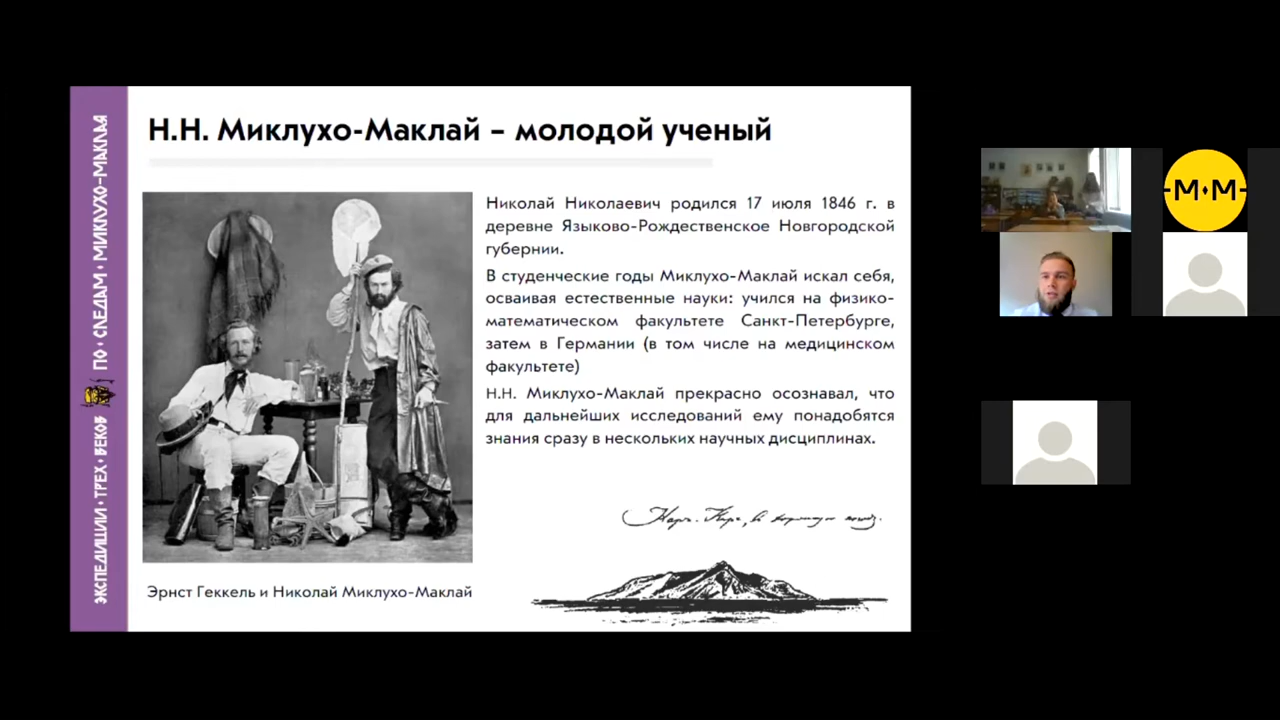 Н.Н. Миклухо-Маклай – молодой ученый
ЭКСПЕДИЦИИ • ТРЕХ • ВЕКОВ ПО • СЛЕДАМ • МИКЛУХО-МАКЛАЯ
Николай Николаевич родился 17 июля 1846 г. в
деревне Языково-Рождественское Новгородской
губернии.
В студенческие годы Миклухо-Маклай искал себя,
осваивая естественные науки: учился на физико-
математическом факультете Санкт-Петербурге,
затем в Германии (в том числе на медицинском
факультете)
Н.Н. Миклухо-Маклай прекрасно осознавал, что
для дальнейших исследований ему понадобятся
знания сразу в нескольких научных дисциплинах.
Эрнст Геккель и Николай Миклухо-Маклай
-М•М-